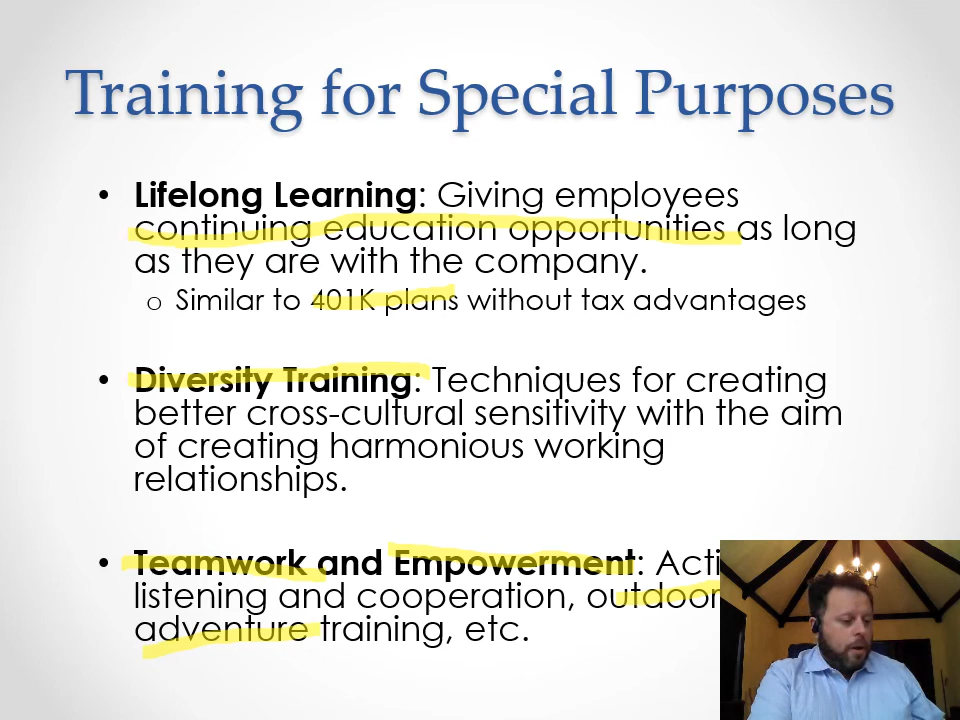 Training for Special Purposes
• Lifelong Learning: Giving employees
continuing education opportunities as long
as they are with the company.
o Similar to 401K plans without tax advantages
• Diversity Training: Techniques for creating
better cross-cultural sensitivity with the aim
of creating harmonious working
relationships.
• Teamwork and Empowerment: Acti
listening and cooperation, outdoor
adventure training, etc.